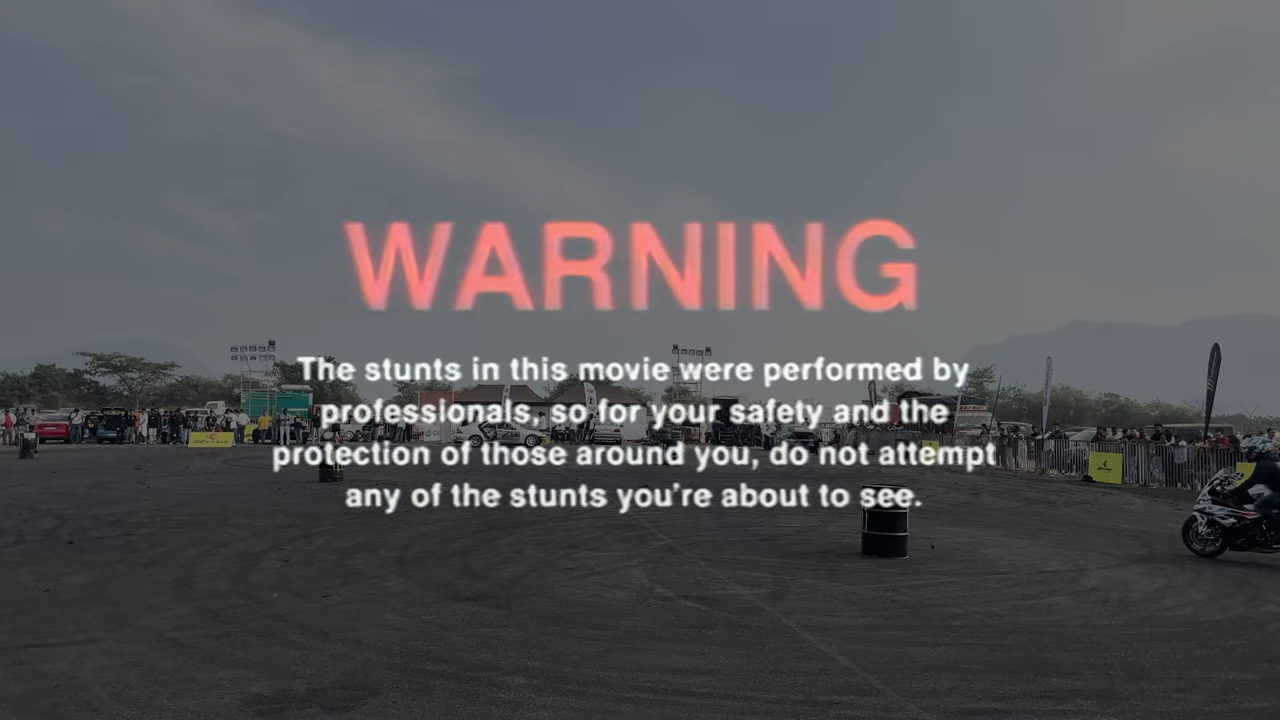 WARNING
The stunts in this movie were performed by
professionals, so for your safety and the
protection of those around you, do not attempt
any of the stunts you're about to see.